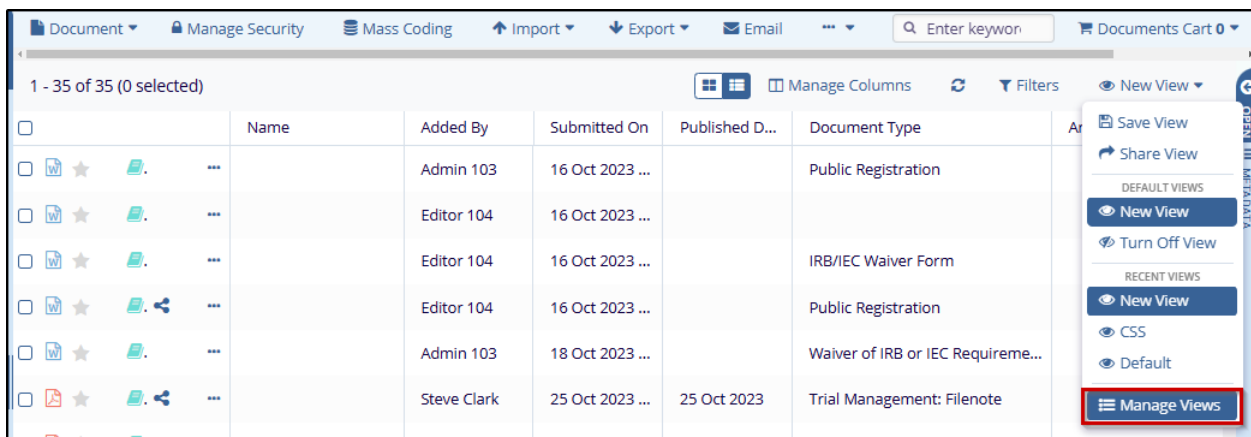 Document Manage Security Mass Coding Import Export Email ... Enter keywor Documents Cart 0
1 - 35 of 35 (0 selected) Manage Columns Filters New View
Name Added By Submitted On Published D... Document Type Ar
Save View
Share View
DEFAULT VIEWS
New View
Turn Off View
RECENT VIEWS
New View
CSS
Default
Manage Views
Admin 103 16 Oct 2023 ... Public Registration
Editor 104 16 Oct 2023 ...
Editor 104 16 Oct 2023 ... IRB/IEC Waiver Form
Editor 104 16 Oct 2023 ... Public Registration
Admin 103 18 Oct 2023 ... Waiver of IRB or IEC Requireme...
Steve Clark 25 Oct 2023 ... 25 Oct 2023 Trial Management: Filenote
OPEN METADATA